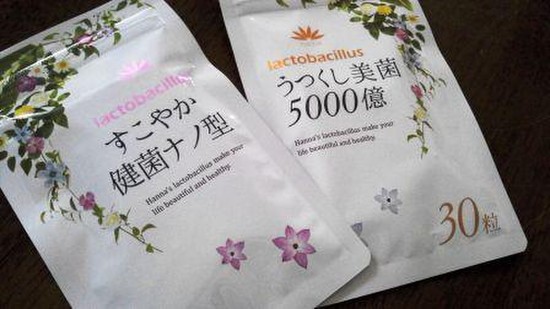 lactobacillus
すこやか
健菌ナノ型
Hanna's lactobacillus make your
life beautiful and healthy.
lactobacillus
うつくし美菌
5000億
Hanna's lactobacillus make your
life beautiful and healthy.
30粒